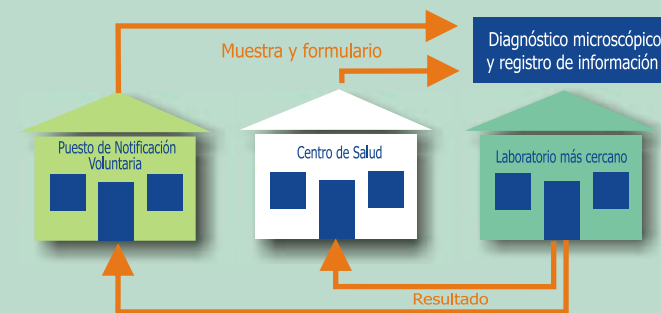 Muestra y formulario
Diagnóstico microscópico
y registro de información
Puesto de Notificación
Voluntaria
Centro de Salud
Laboratorio más cercano
Resultado